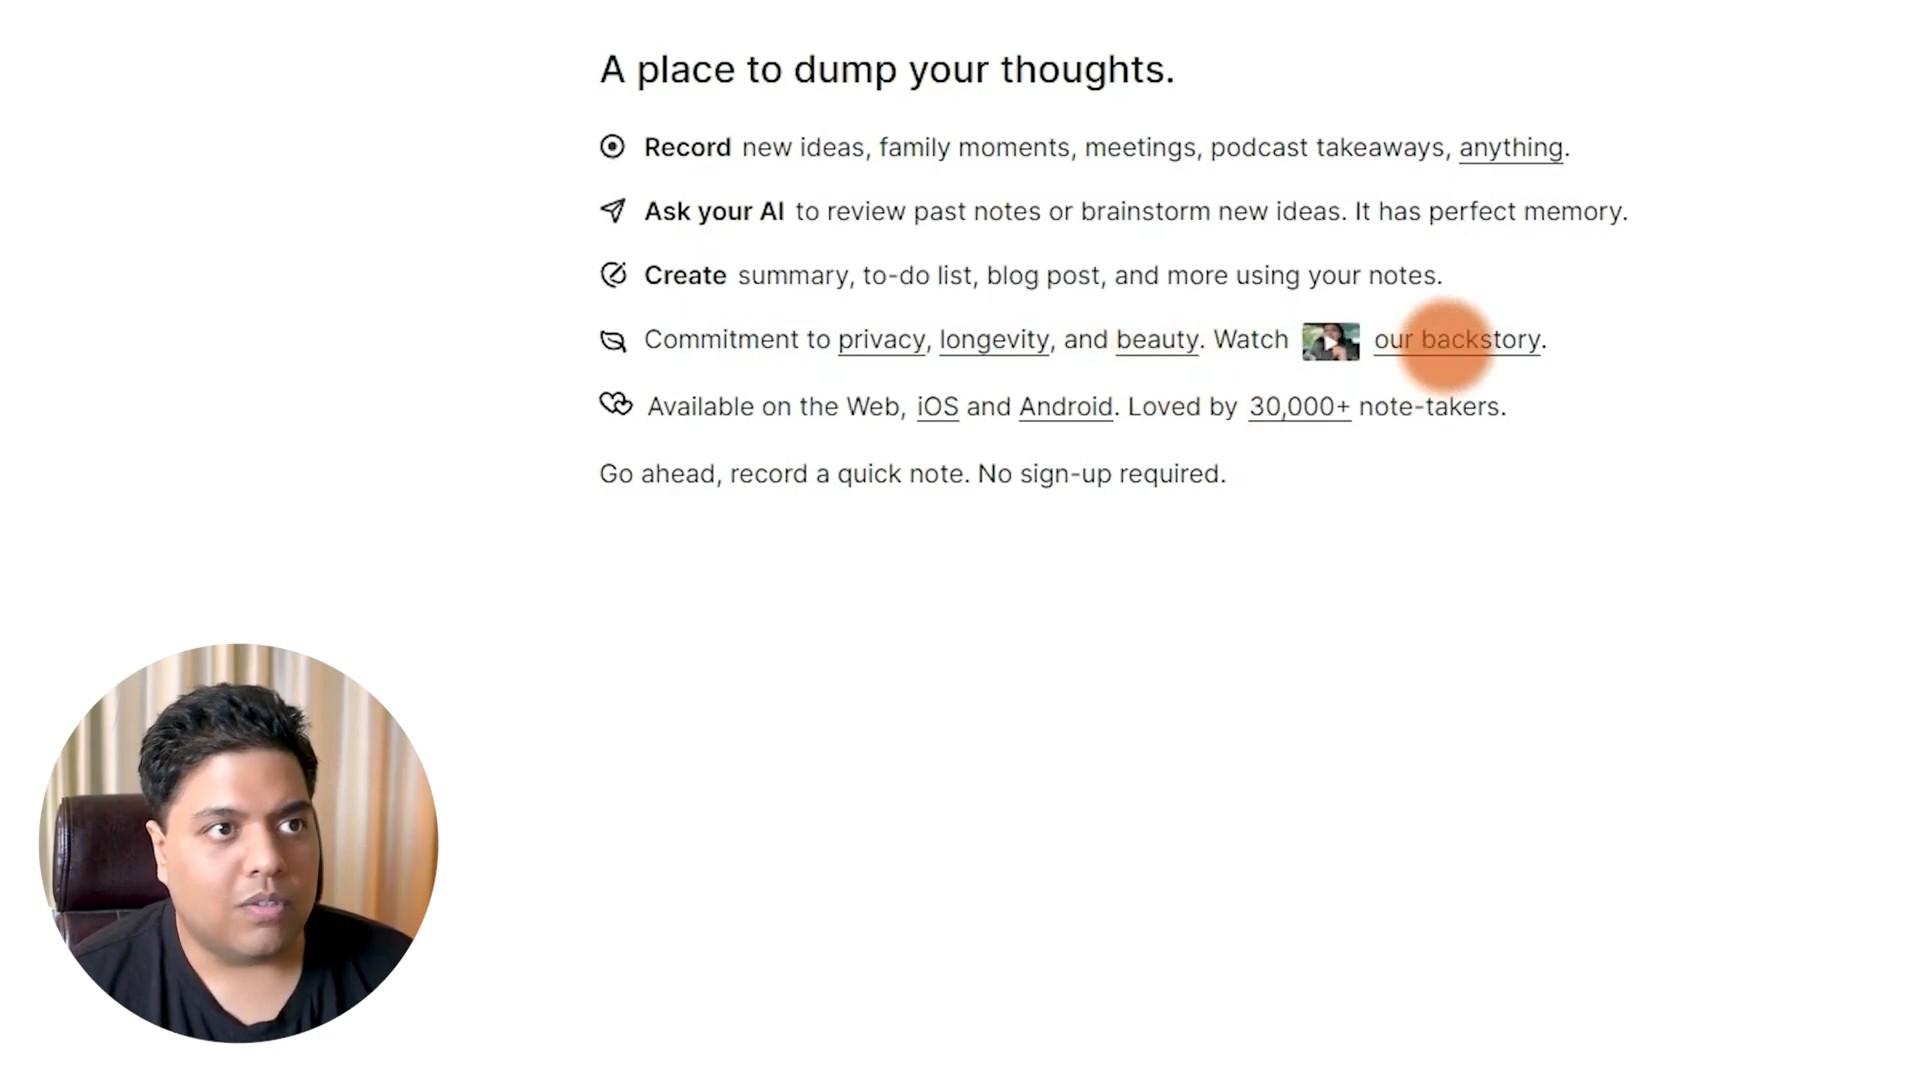 A place to dump your thoughts.
Record new ideas, family moments, meetings, podcast takeaways, anything.
Ask your AI to review past notes or brainstorm new ideas. It has perfect memory.
Create summary, to-do list, blog post, and more using your notes.
Commitment to privacy, longevity, and beauty. Watch our backstory.
Available on the Web, iOS and Android. Loved by 30,000+ note-takers.
Go ahead, record a quick note. No sign-up required.